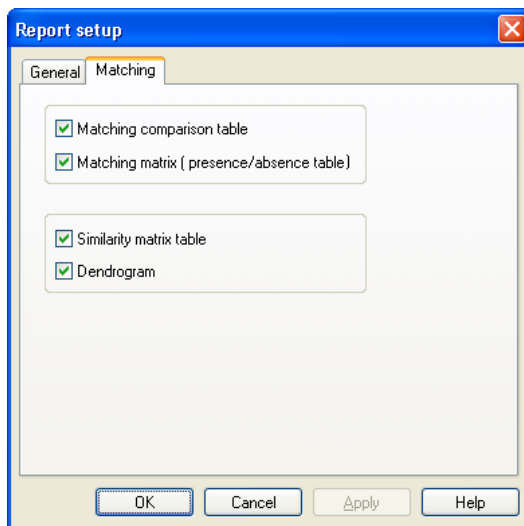 Report setup
General Matching
Matching comparison table
Matching matrix ( presence/absence table)
Similarity matrix table
Dendrogram
OK Cancel Apply Help